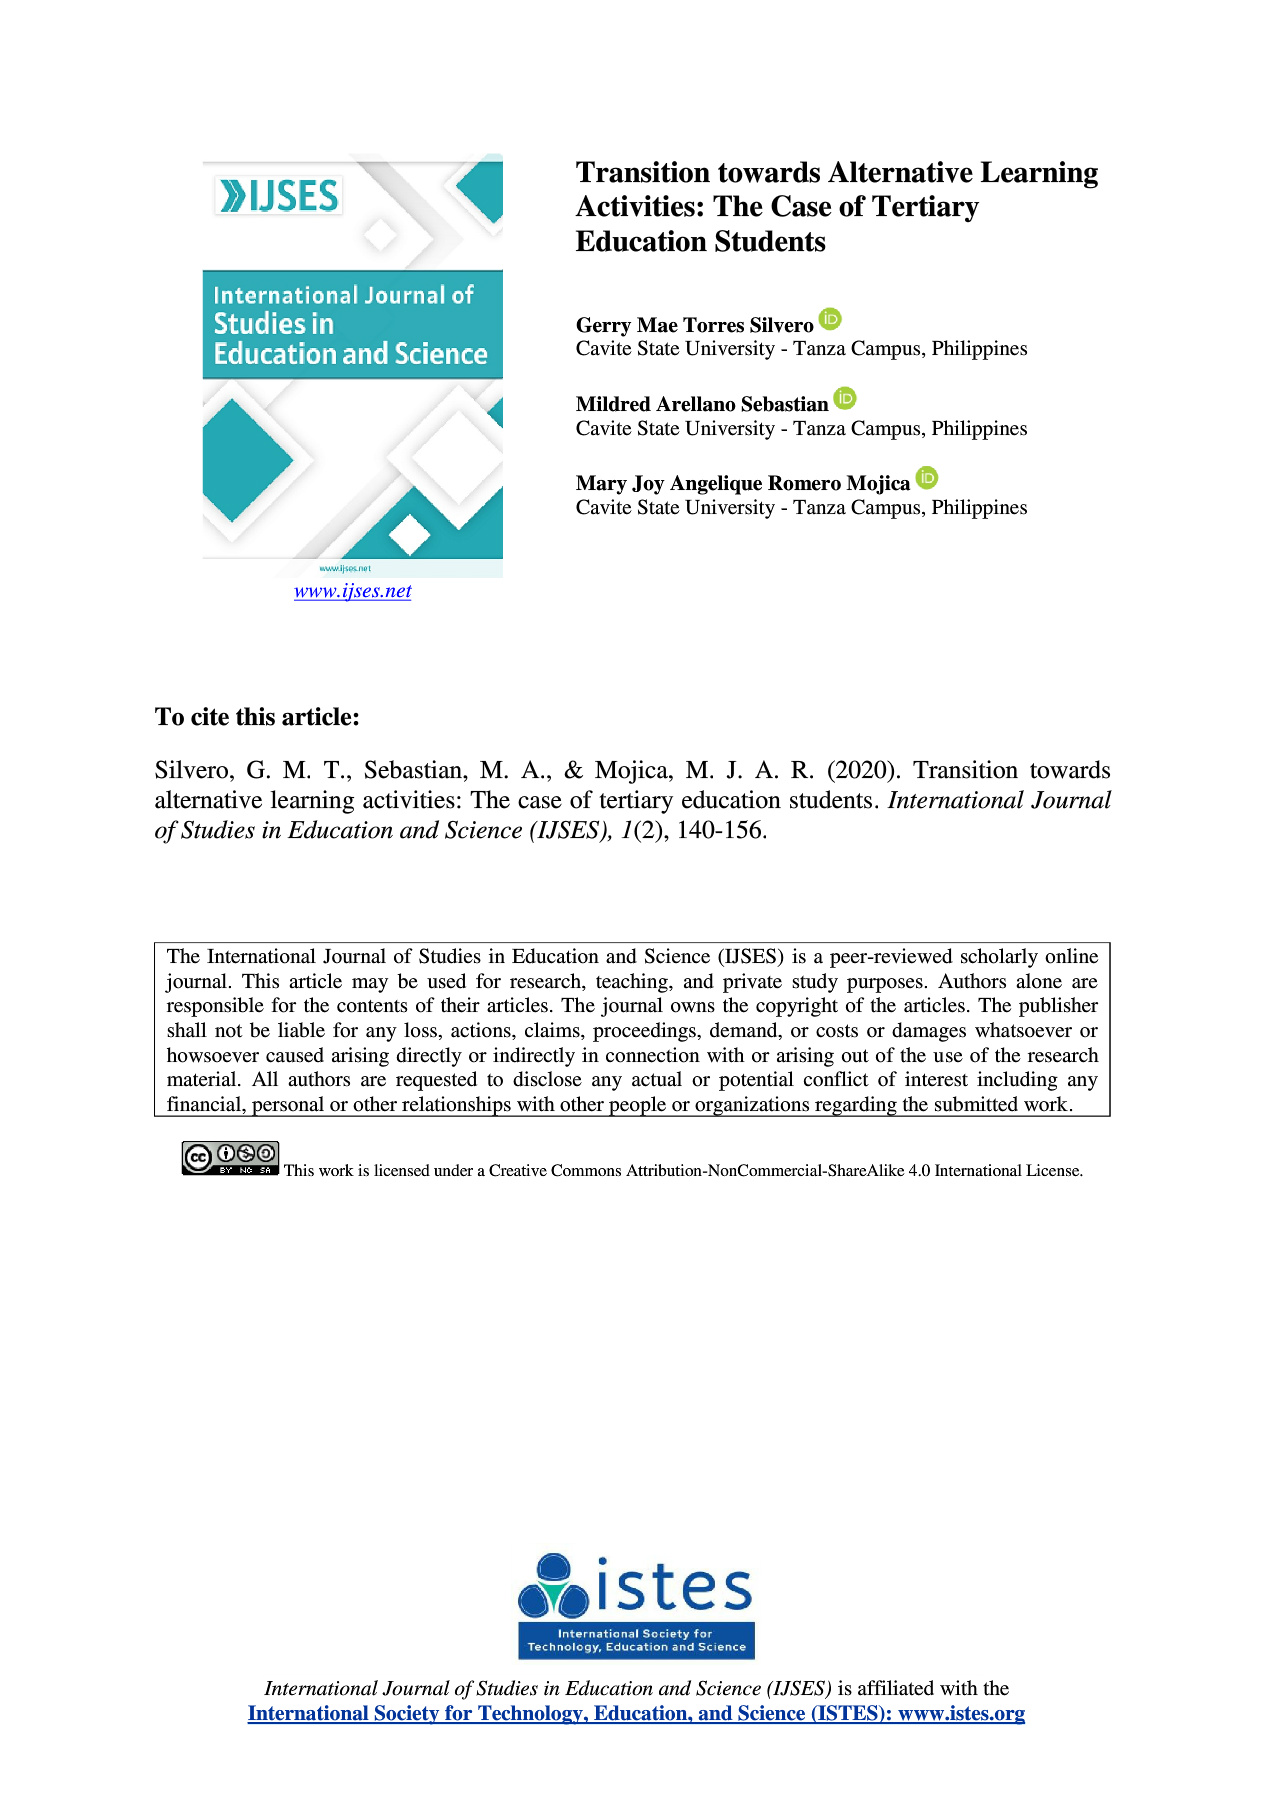 IJSES
International Journal of
Studies in
Education and Science
www.ijses.net
www.ijses.net
Transition towards Alternative Learning
Activities: The Case of Tertiary
Education Students
Gerry Mae Torres Silvero iD
Cavite State University - Tanza Campus, Philippines
Mildred Arellano Sebastian iD
Cavite State University - Tanza Campus, Philippines
Mary Joy Angelique Romero Mojica iD
Cavite State University - Tanza Campus, Philippines
To cite this article:
Silvero, G. M. T., Sebastian, M. A., & Mojica, M. J. A. R. (2020). Transition towards
alternative learning activities: The case of tertiary education students. International Journal
of Studies in Education and Science (IJSES), 1(2), 140-156.
The International Journal of Studies in Education and Science (IJSES) is a peer-reviewed scholarly online
journal. This article may be used for research, teaching, and private study purposes. Authors alone are
responsible for the contents of their articles. The journal owns the copyright of the articles. The publisher
shall not be liable for any loss, actions, claims, proceedings, demand, or costs or damages whatsoever or
howsoever caused arising directly or indirectly in connection with or arising out of the use of the research
material. All authors are requested to disclose any actual or potential conflict of interest including any
financial, personal or other relationships with other people or organizations regarding the submitted work.
cc BY NC SA This work is licensed under a Creative Commons Attribution-NonCommercial-ShareAlike 4.0 International License.
istes
International Society for
Technology, Education and Science
International Journal of Studies in Education and Science (IJSES) is affiliated with the
International Society for Technology, Education, and Science (ISTES): www.istes.org